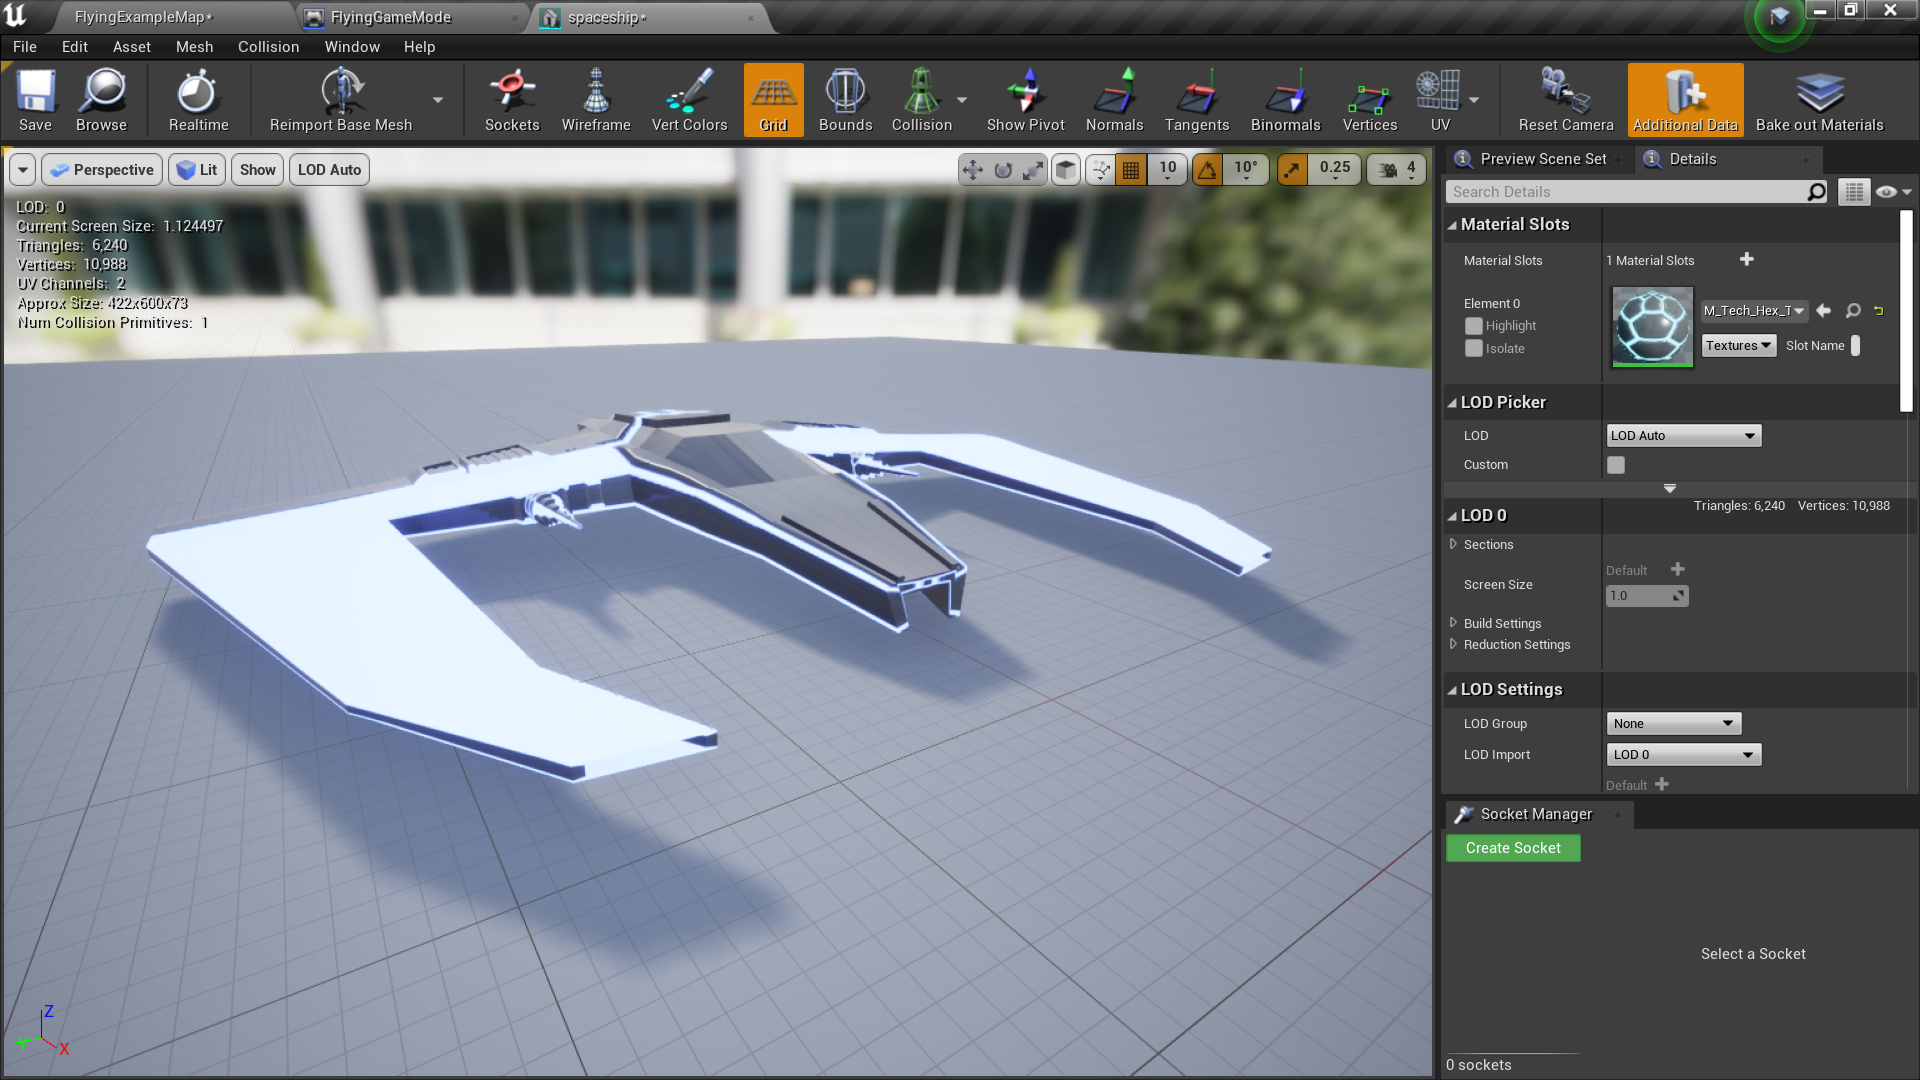 FlyingExampleMap*
FlyingGameMode
spaceship*
File Edit Asset Mesh Collision Window Help
Save Browse Realtime Reimport Base Mesh Sockets Wireframe Vert Colors Grid Bounds Collision Show Pivot Normals Tangents Binormals Vertices UV Reset Camera Additional Data Bake out Materials
Perspective Lit Show LOD Auto
10 10° 0.25 4
LOD: 0
Current Screen Size: 1.124497
Triangles: 6,240
Vertices: 10,988
UV Channels: 2
Approx Size: 422x600x73
Num Collision Primitives: 1
Z
Y
X
Preview Scene Set Details
Search Details
Material Slots
Material Slots 1 Material Slots
Element 0
Highlight
Isolate
M_Tech_Hex_T
Textures Slot Name
LOD Picker
LOD LOD Auto
Custom
Triangles: 6,240 Vertices: 10,988
LOD 0
Sections
Default
Screen Size
1.0
Build Settings
Reduction Settings
LOD Settings
LOD Group None
LOD Import LOD 0
Default
Socket Manager
Create Socket
Select a Socket
0 sockets